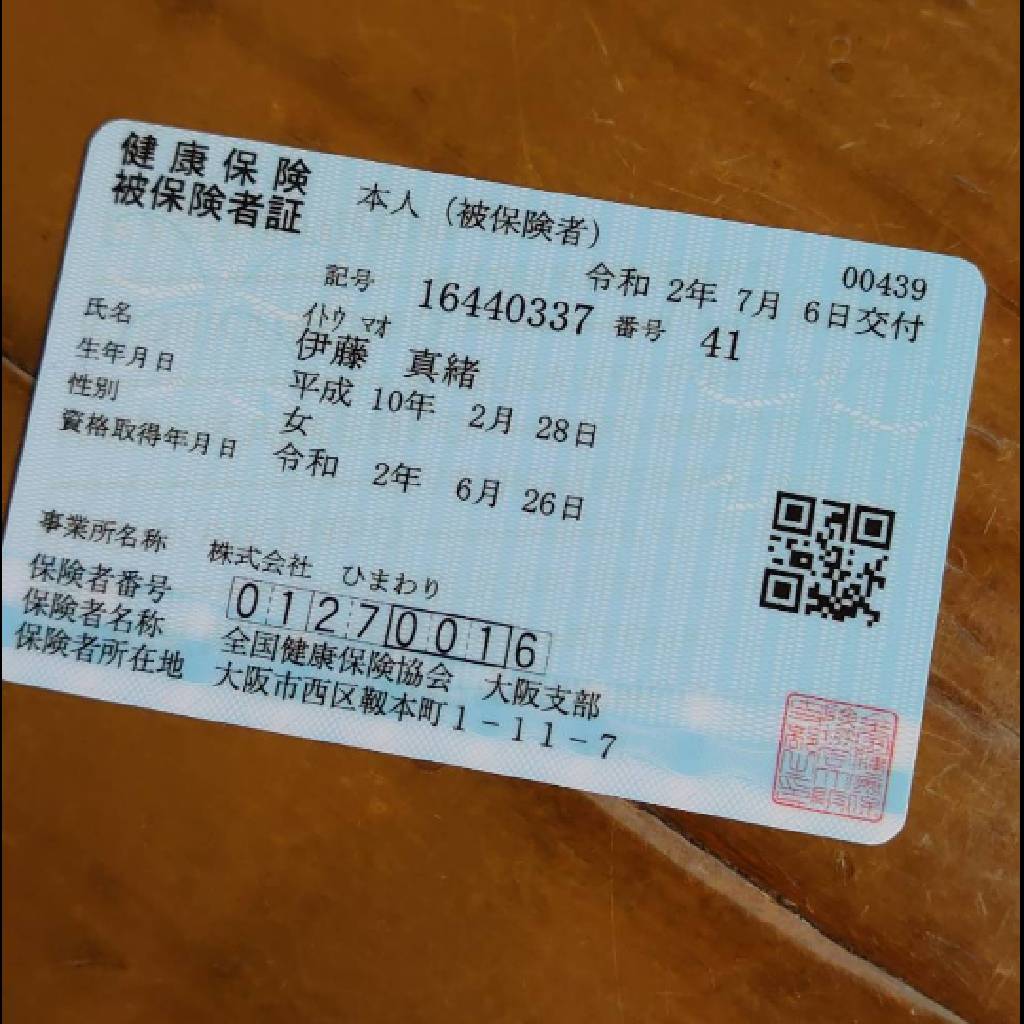 健康保険
被保険者証
本人（被保険者）
00439
令和 2年 7月 6日交付
記号 16440337 番号 41
ｲﾄｳ ﾏｵ
氏名 伊藤 真緒
生年月日 平成 10年 2月 28日
性別 女
資格取得年月日 令和 2年 6月 26日
事業所名称 株式会社 ひまわり
保険者番号 01270016
保険者名称 全国健康保険協会 大阪支部
保険者所在地 大阪市西区靱本町1-11-7